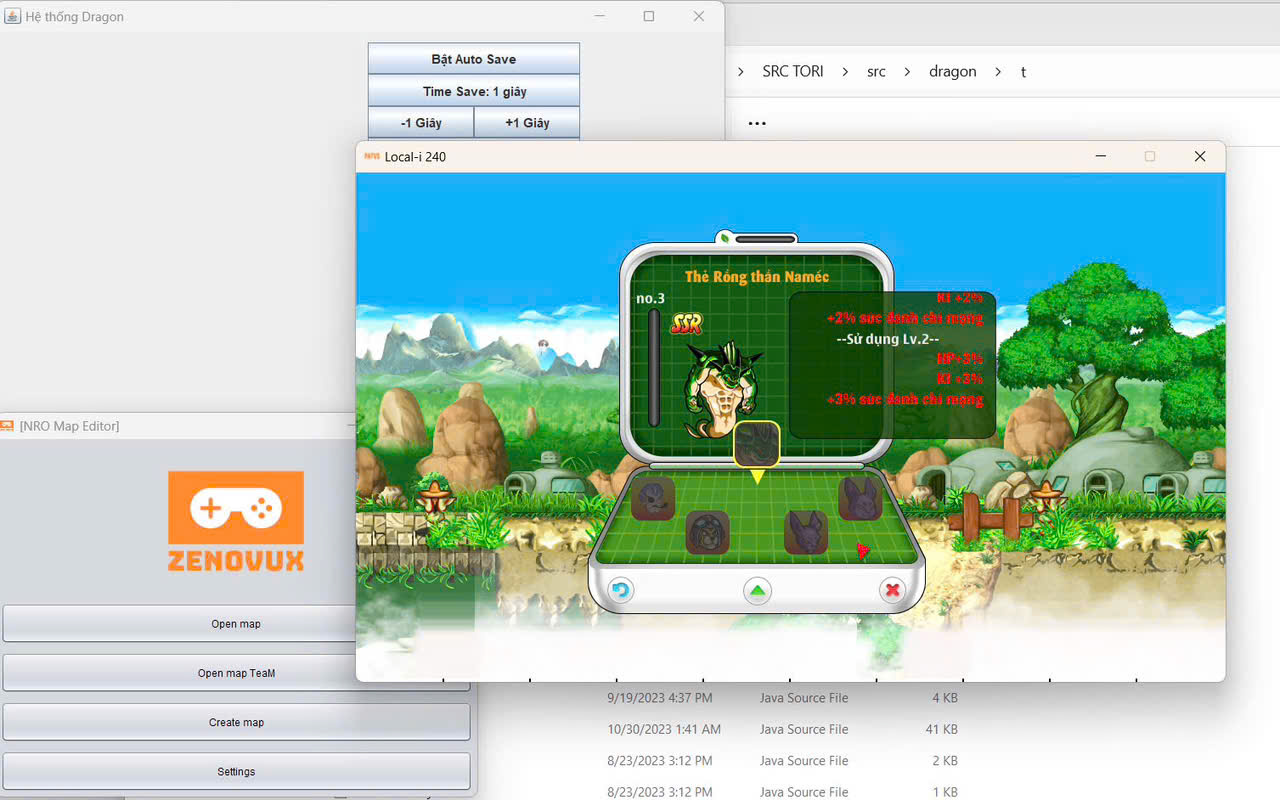 Hệ thống Dragon
Bật Auto Save
Time Save: 1 giây
-1 Giây
+1 Giây
SRC TORI
src
dragon
t
...
Local-i 240
Thẻ Rồng thần Namếc
no.3
SSR
KI +2%
+2% sức đánh chí mạng
--Sử dụng Lv.2--
HP+3%
KI +3%
+3% sức đánh chí mạng
[NRO Map Editor]
ZENOVUX
Open map
Open map TeaM
Create map
Settings
9/19/2023 4:37 PM Java Source File 4 KB
10/30/2023 1:41 AM Java Source File 41 KB
8/23/2023 3:12 PM Java Source File 2 KB
8/23/2023 3:12 PM Java Source File 1 KB